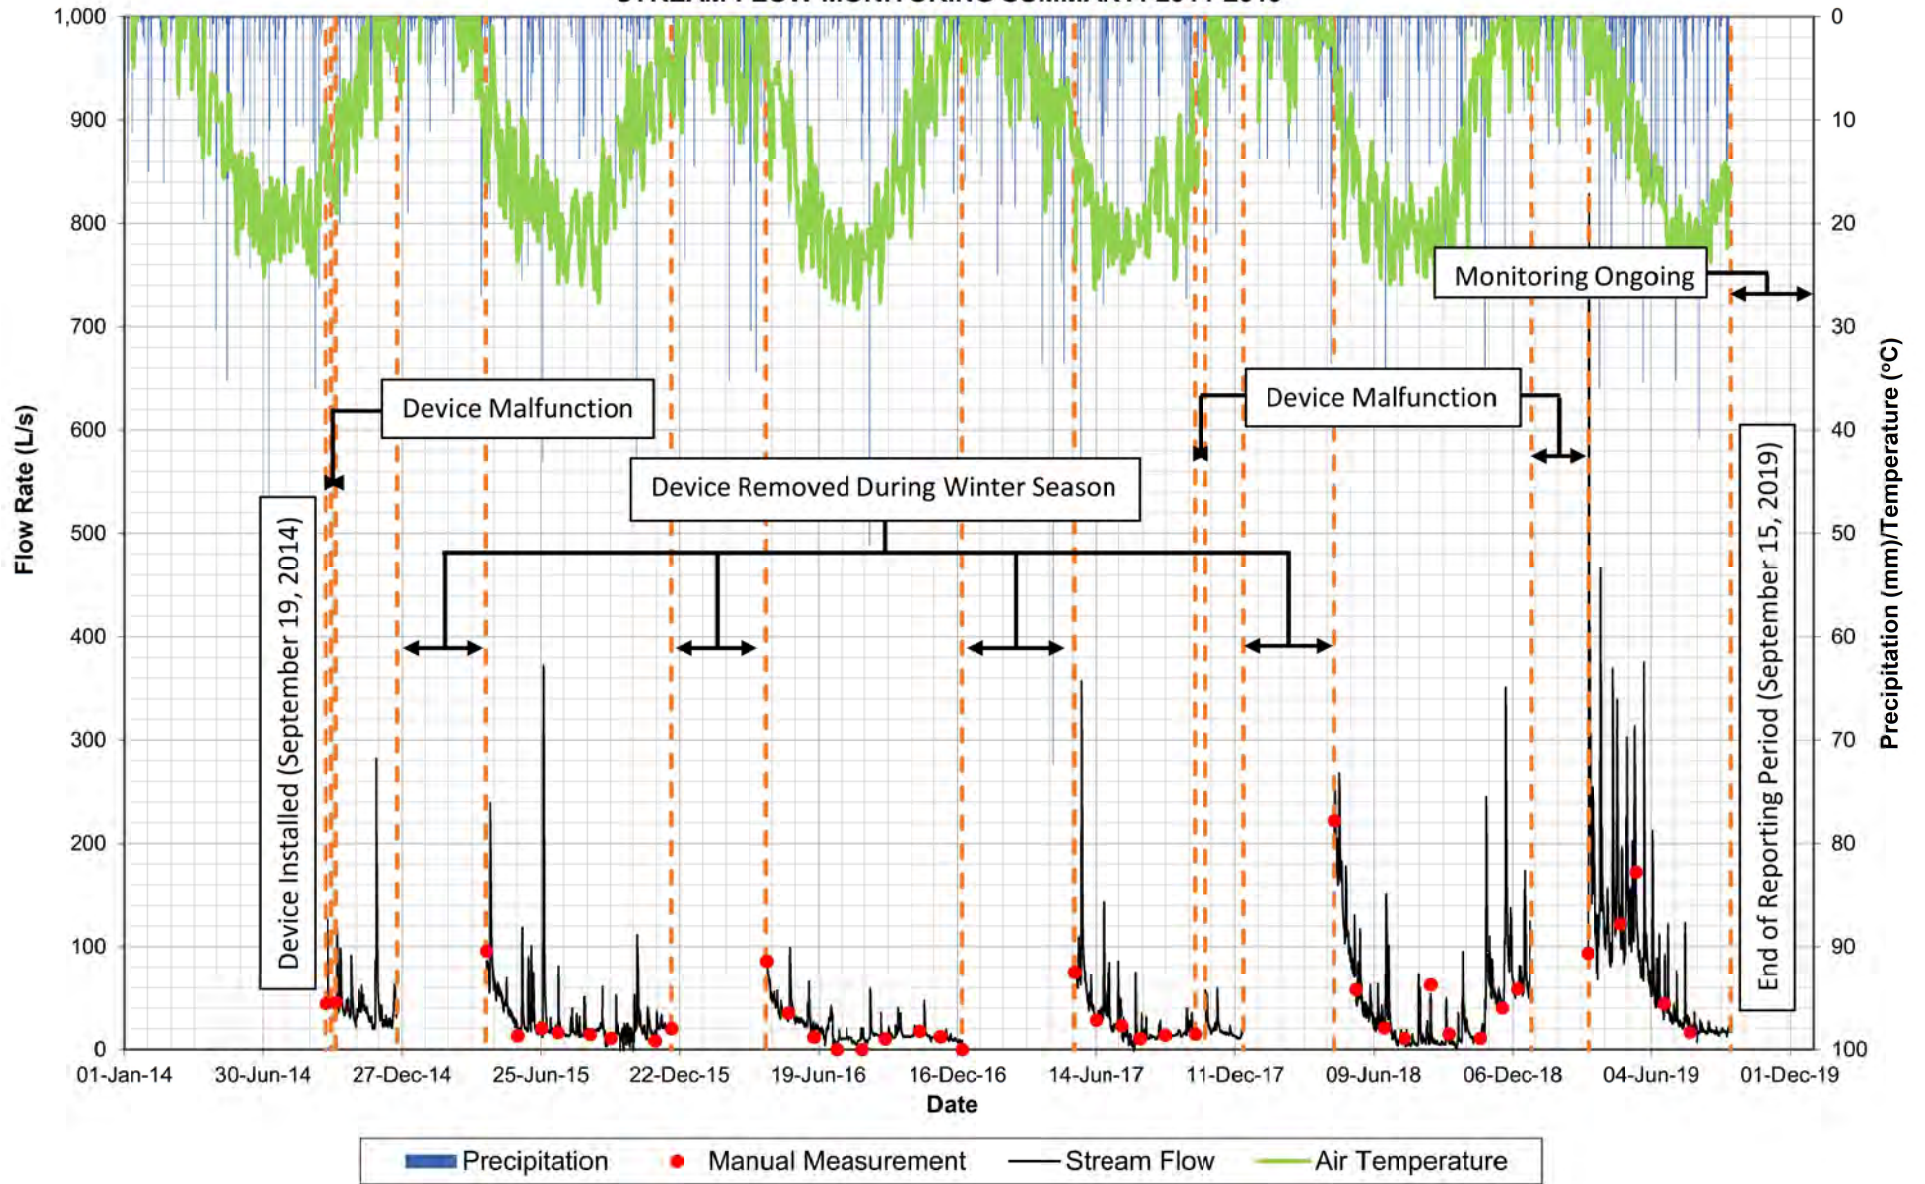 1,000
900
800
700
600
500
400
300
200
100
0
Flow Rate (L/s)
0
10
20
30
40
50
60
70
80
90
100
Precipitation (mm)/Temperature (°C)
Monitoring Ongoing
Device Malfunction
Device Malfunction
Device Removed During Winter Season
Device Installed (September 19, 2014)
End of Reporting Period (September 15, 2019)
01-Jan-14 30-Jun-14 27-Dec-14 25-Jun-15 22-Dec-15 19-Jun-16 16-Dec-16 14-Jun-17 11-Dec-17 09-Jun-18 06-Dec-18 04-Jun-19 01-Dec-19
Date
Precipitation Manual Measurement Stream Flow Air Temperature